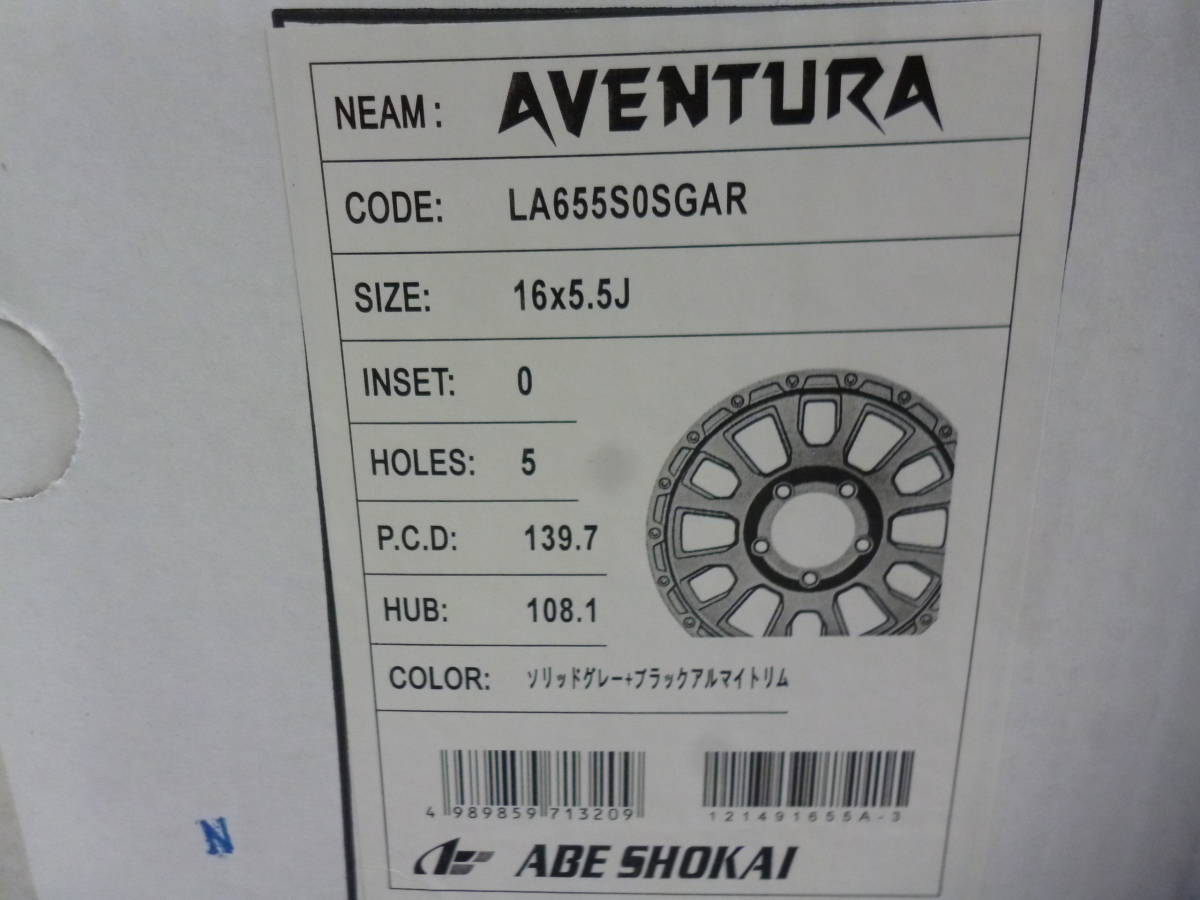 NEAM: AVENTURA
CODE: LA655S0SGAR
SIZE: 16x5.5J
INSET: 0
HOLES: 5
P.C.D: 139.7
HUB: 108.1
COLOR: ソリッドグレー+ブラックアルマイトリム
4 989859 713209
121491655A-3
ABE SHOKAI
N